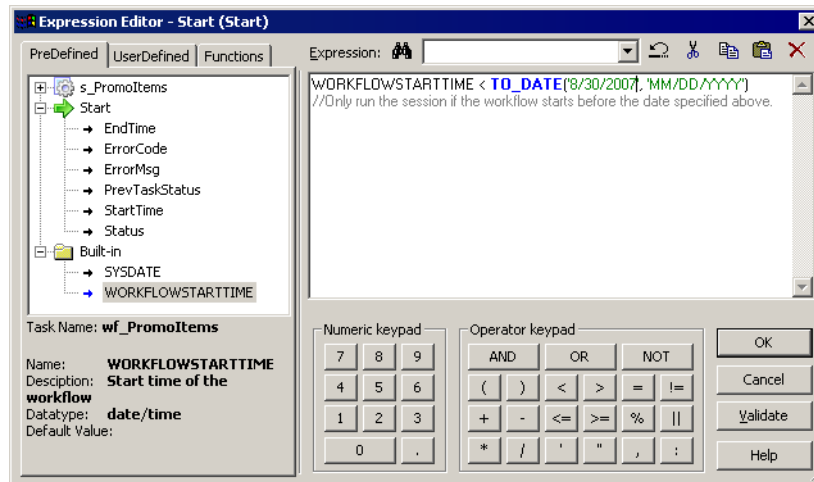 Expression Editor - Start (Start)
PreDefined UserDefined Functions
Expression:
s_PromoItems
Start
EndTime
ErrorCode
ErrorMsg
PrevTaskStatus
StartTime
Status
Built-in
SYSDATE
WORKFLOWSTARTTIME
WORKFLOWSTARTTIME < TO_DATE('8/30/2007', 'MM/DD/YYYY')
//Only run the session if the workflow starts before the date specified above.
Task Name: wf_PromoItems
Name: WORKFLOWSTARTTIME
Desciption: Start time of the
workflow
Datatype: date/time
Default Value:
Numeric keypad
7 8 9
4 5 6
1 2 3
0 .
Operator keypad
AND OR NOT
( ) < > = !=
+ - <= >= % ||
* / ' " , :
OK
Cancel
Validate
Help